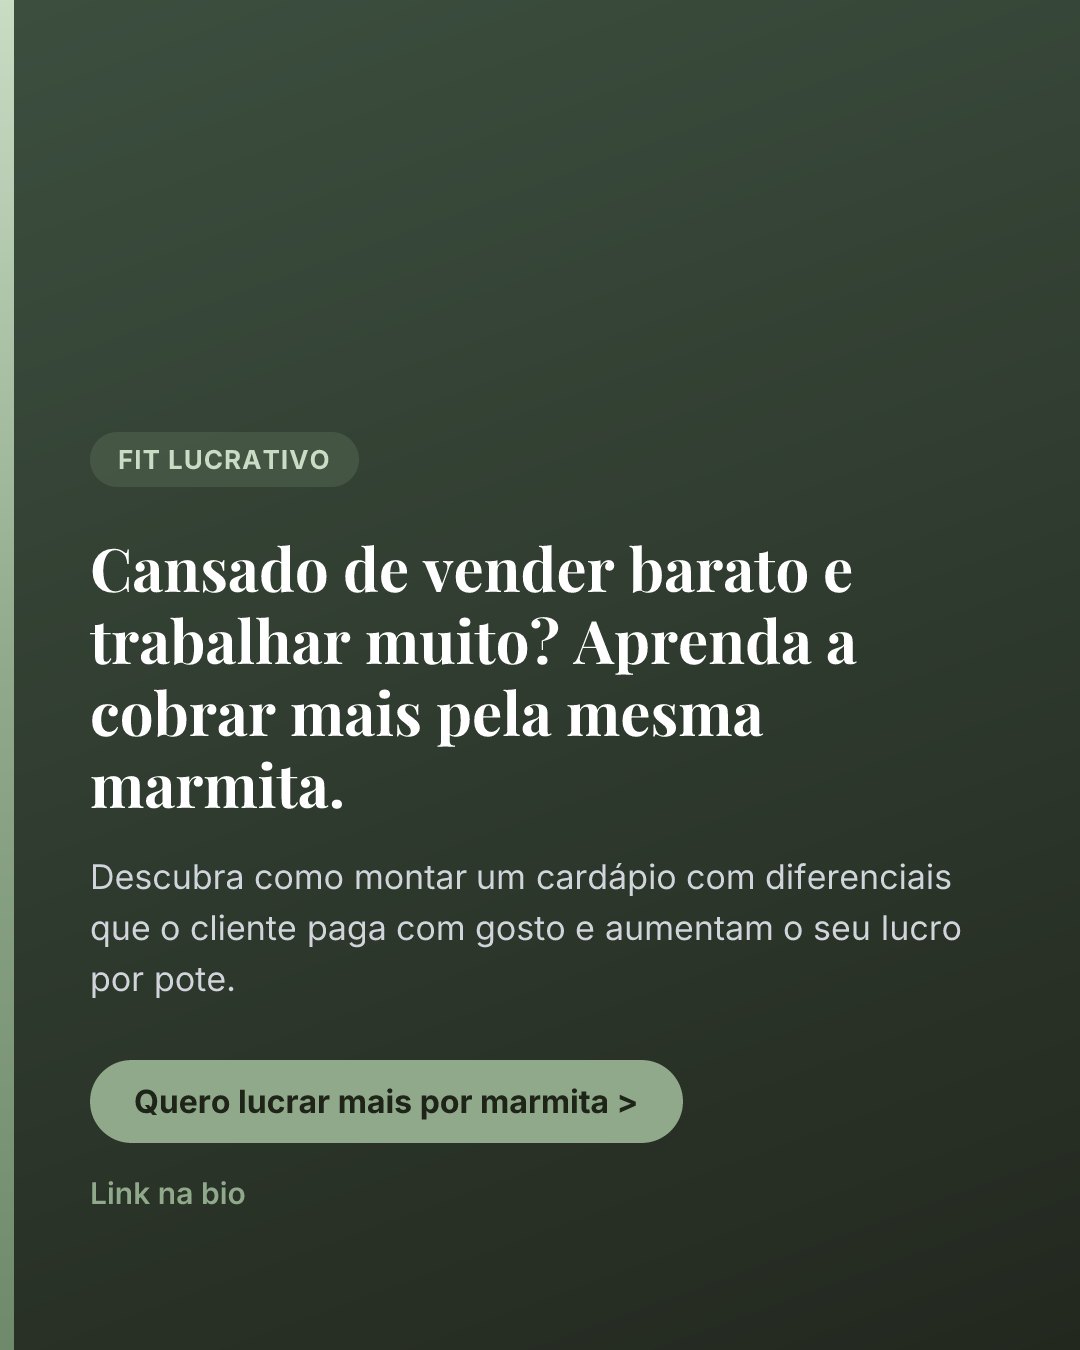 FIT LUCRATIVO
Cansado de vender barato e
trabalhar muito? Aprenda a
cobrar mais pela mesma
marmita.
Descubra como montar um cardápio com diferenciais
que o cliente paga com gosto e aumentam o seu lucro
por pote.
Quero lucrar mais por marmita >
Link na bio